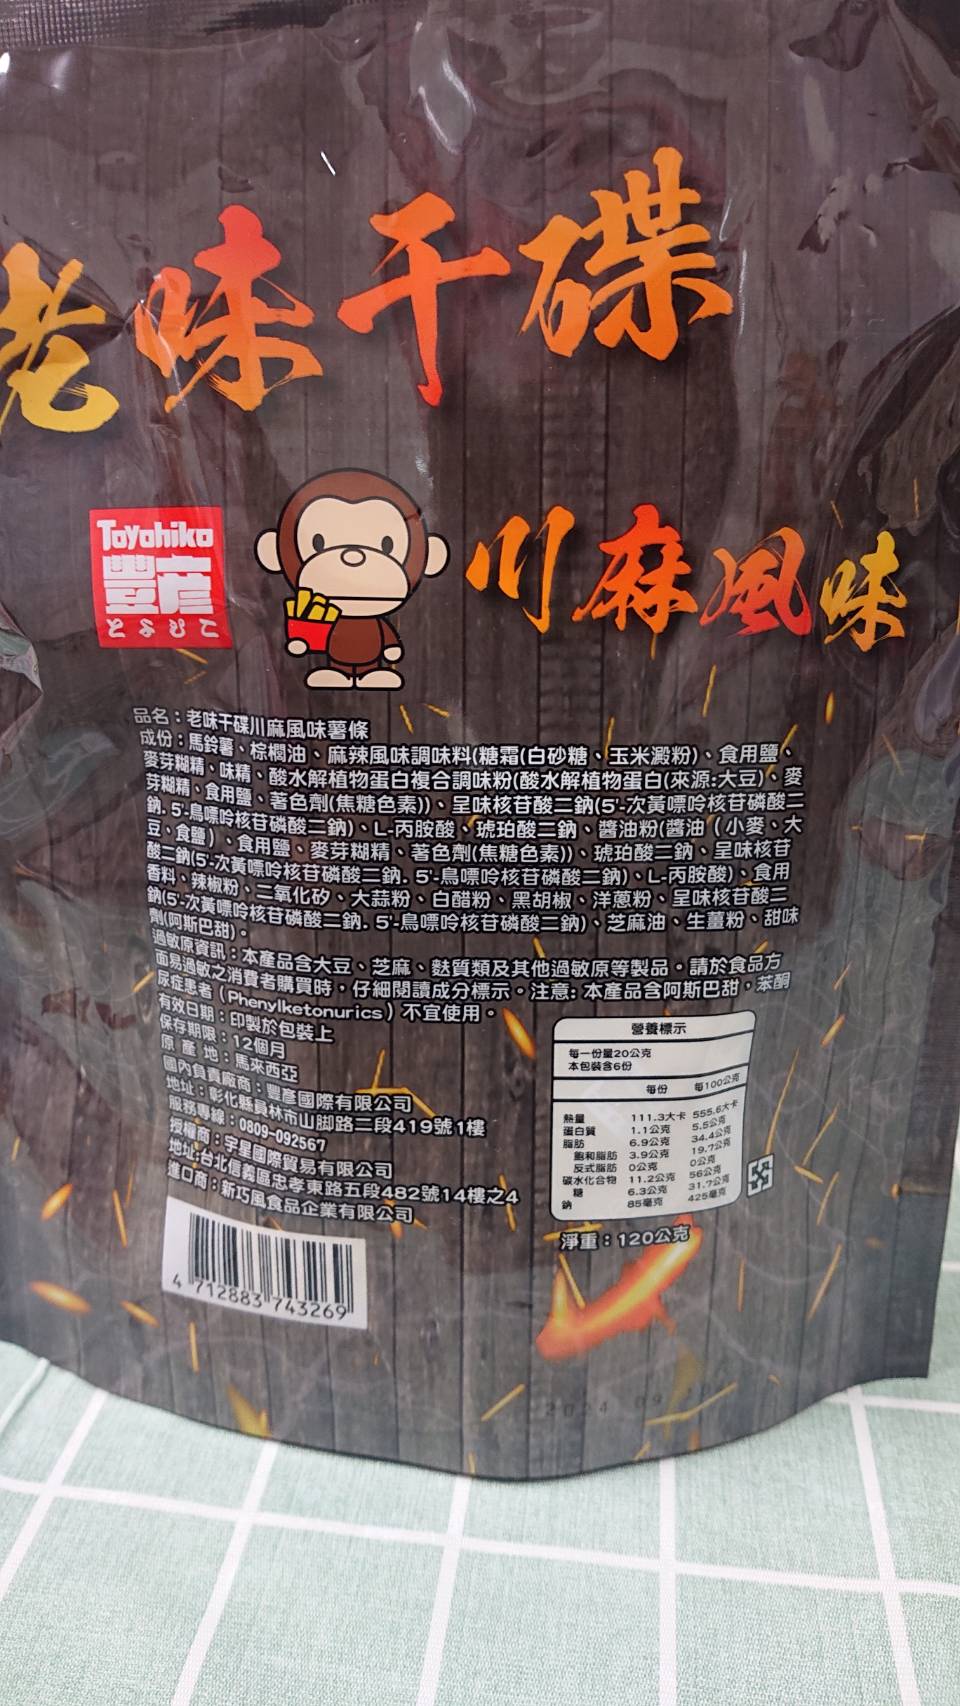 老味干碟
Toyohiko
豐彥
とよひこ
川麻風味
品名：老味干碟川麻風味薯條
成份：馬鈴薯、棕櫚油、麻辣風味調味料(糖霜(白砂糖、玉米澱粉)、食用鹽、
麥芽糊精、味精、酸水解植物蛋白複合調味粉(酸水解植物蛋白(來源:大豆)、麥
芽糊精、食用鹽、著色劑(焦糖色素))、呈味核苷酸二鈉(5'-次黃嘌呤核苷磷酸二
鈉. 5'-鳥嘌呤核苷磷酸二鈉)、L-丙胺酸、琥珀酸二鈉、醬油粉(醬油（小麥、大
豆、食鹽）、食用鹽、麥芽糊精、著色劑(焦糖色素))、琥珀酸二鈉、呈味核苷
酸二鈉(5'-次黃嘌呤核苷磷酸二鈉. 5'-鳥嘌呤核苷磷酸二鈉)、L-丙胺酸)、食用
香料、辣椒粉、二氧化矽、大蒜粉、白醋粉、黑胡椒、洋蔥粉、呈味核苷酸二
鈉(5'-次黃嘌呤核苷磷酸二鈉. 5'-鳥嘌呤核苷磷酸二鈉)、芝麻油、生薑粉、甜味
劑(阿斯巴甜)。
過敏原資訊：本產品含大豆、芝麻、麩質類及其他過敏原等製品。請於食品方
面易過敏之消費者購買時，仔細閱讀成分標示。注意: 本產品含阿斯巴甜，苯酮
尿症患者（Phenylketonurics）不宜使用。
有效日期：印製於包裝上
保存期限：12個月
原 產 地：馬來西亞
國內負責廠商：豐彥國際有限公司
地址：彰化縣員林市山腳路二段419號1樓
服務專線：0809-092567
授權商：宇星國際貿易有限公司
地址:台北信義區忠孝東路五段482號14樓之4
進口商：新巧風食品企業有限公司
4 712883 743269
營養標示
每一份量20公克
本包裝含6份
每份 每100公克
熱量 111.3大卡 555.6大卡
蛋白質 1.1公克 5.5公克
脂肪 6.9公克 34.4公克
飽和脂肪 3.9公克 19.7公克
反式脂肪 0公克 0公克
碳水化合物 11.2公克 56公克
糖 6.3公克 31.7公克
鈉 85毫克 425毫克
淨重：120公克
2024 09